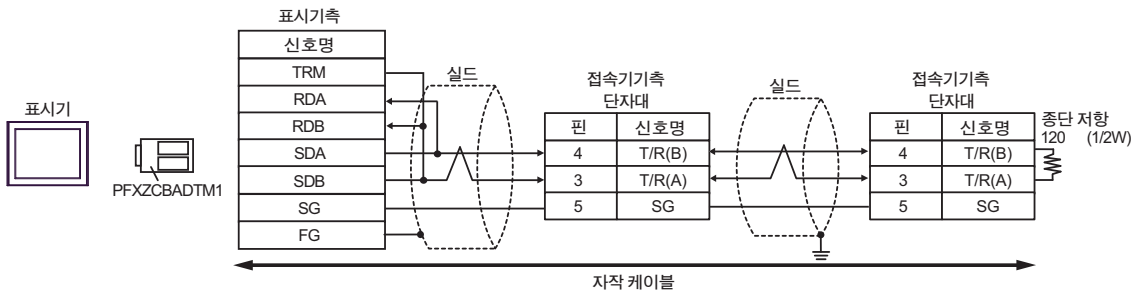 표시기
PFXZCBADTM1
표시기측
신호명
TRM
RDA
RDB
SDA
SDB
SG
FG
실드
접속기기측
단자대
핀 신호명
4 T/R(B)
3 T/R(A)
5 SG
실드
접속기기측
단자대
핀 신호명
4 T/R(B)
3 T/R(A)
5 SG
종단 저항
120 (1/2W)
자작 케이블